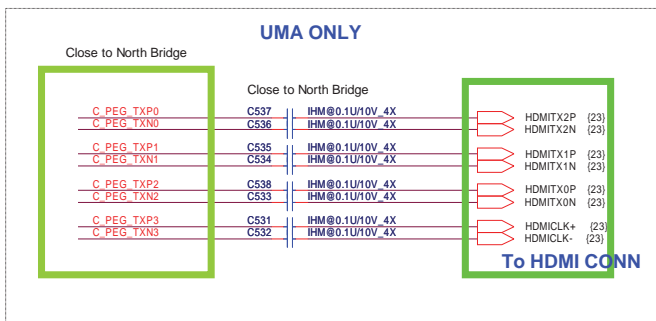 UMA ONLY
Close to North Bridge
Close to North Bridge
C_PEG_TXP0 C537 IHM@0.1U/10V_4X HDMITX2P {23}
C_PEG_TXN0 C536 IHM@0.1U/10V_4X HDMITX2N {23}
C_PEG_TXP1 C535 IHM@0.1U/10V_4X HDMITX1P {23}
C_PEG_TXN1 C534 IHM@0.1U/10V_4X HDMITX1N {23}
C_PEG_TXP2 C538 IHM@0.1U/10V_4X HDMITX0P {23}
C_PEG_TXN2 C533 IHM@0.1U/10V_4X HDMITX0N {23}
C_PEG_TXP3 C531 IHM@0.1U/10V_4X HDMICLK+ {23}
C_PEG_TXN3 C532 IHM@0.1U/10V_4X HDMICLK- {23}
To HDMI CONN